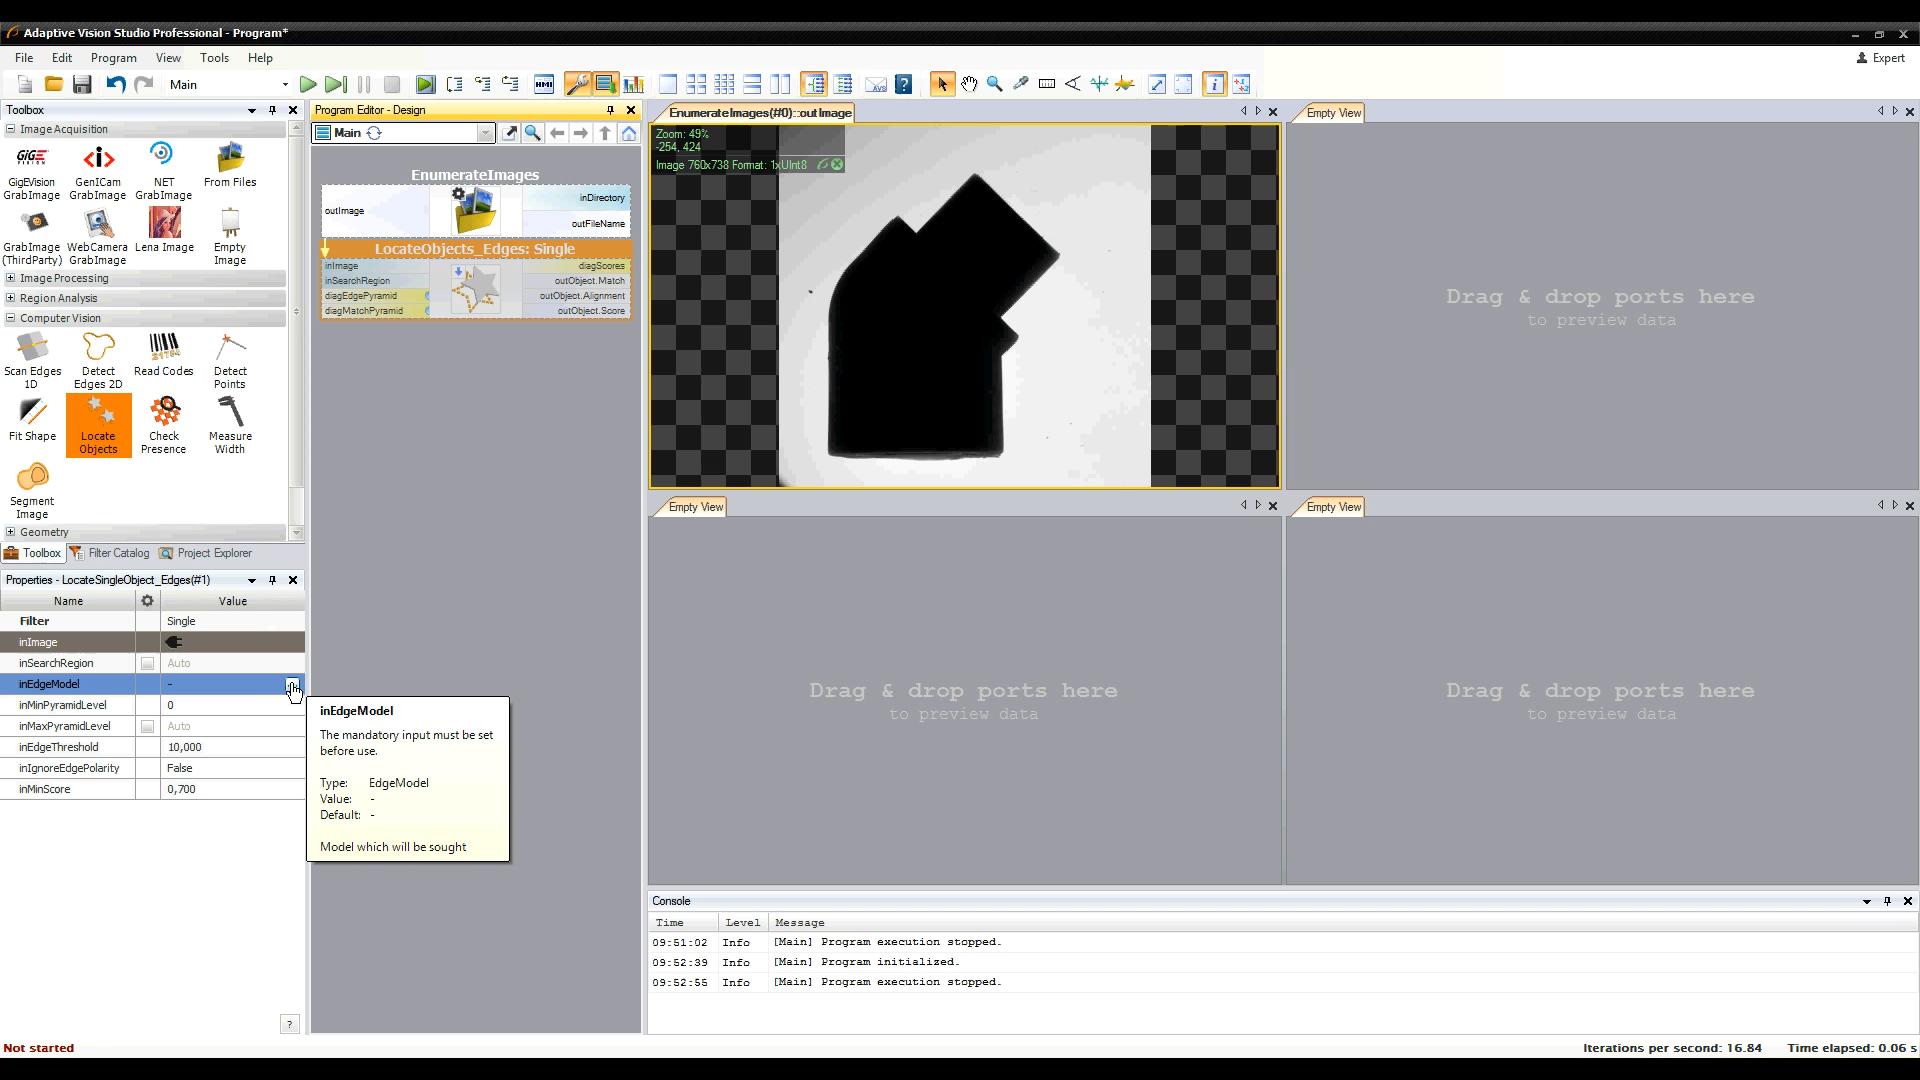 Adaptive Vision Studio Professional - Program*
File Edit Program View Tools Help
Expert
Main
HMI
AVS
Toolbox
Image Acquisition
GigEVision GrabImage
GenICam GrabImage
NET GrabImage
From Files
GrabImage (ThirdParty)
WebCamera GrabImage
Lena Image
Empty Image
Image Processing
Region Analysis
Computer Vision
Scan Edges 1D
Detect Edges 2D
Read Codes
Detect Points
Fit Shape
Locate Objects
Check Presence
Measure Width
Segment Image
Geometry
Toolbox Filter Catalog Project Explorer
Properties - LocateSingleObject_Edges(#1)
Name Value
Filter Single
inImage
inSearchRegion Auto
inEdgeModel -
inMinPyramidLevel 0
inMaxPyramidLevel Auto
inEdgeThreshold 10,000
inIgnoreEdgePolarity False
inMinScore 0,700
?
Not started
Program Editor - Design
Main
EnumerateImages
inDirectory
outImage
outFileName
LocateObjects_Edges: Single
inImage diagScores
inSearchRegion outObject.Match
diagEdgePyramid outObject.Alignment
diagMatchPyramid outObject.Score
inEdgeModel
The mandatory input must be set
before use.
Type: EdgeModel
Value: -
Default: -
Model which will be sought
EnumerateImages(#0)::outImage
Zoom: 49%
-254, 424
Image 760x738 Format: 1xUInt8
Empty View
Drag & drop ports here
to preview data
Empty View
Drag & drop ports here
to preview data
Empty View
Drag & drop ports here
to preview data
Console
Time Level Message
09:51:02 Info [Main] Program execution stopped.
09:52:39 Info [Main] Program initialized.
09:52:55 Info [Main] Program execution stopped.
Iterations per second: 16.84 Time elapsed: 0.06 s